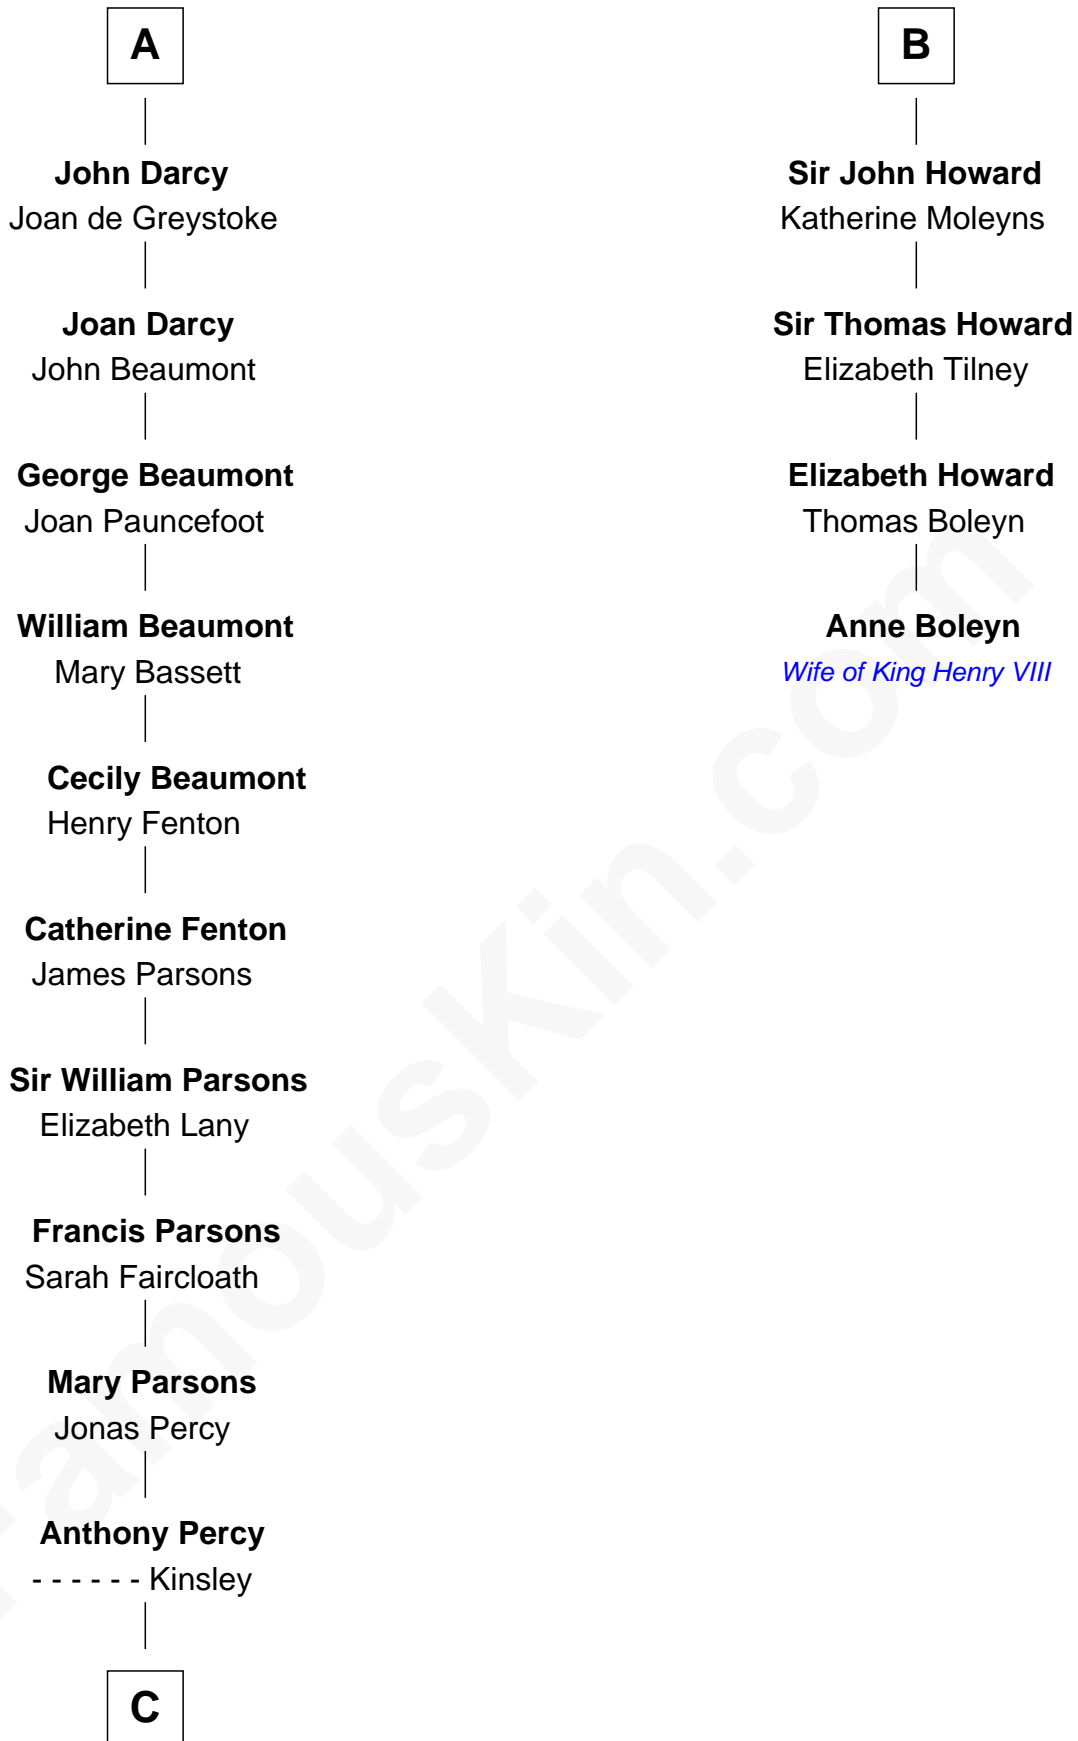 A
John Darcy
Joan de Greystoke
Joan Darcy
John Beaumont
George Beaumont
Joan Pauncefoot
William Beaumont
Mary Bassett
Cecily Beaumont
Henry Fenton
Catherine Fenton
James Parsons
Sir William Parsons
Elizabeth Lany
Francis Parsons
Sarah Faircloath
Mary Parsons
Jonas Percy
Anthony Percy
- - - - - - Kinsley
C
B
Sir John Howard
Katherine Moleyns
Sir Thomas Howard
Elizabeth Tilney
Elizabeth Howard
Thomas Boleyn
Anne Boleyn
Wife of King Henry VIII
FamousKin.com